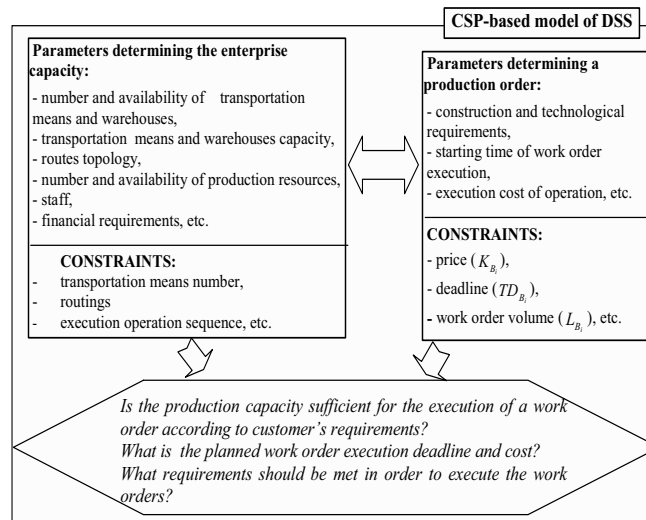 CSP-based model of DSS
Parameters determining the enterprise
capacity:
- number and availability of transportation
means and warehouses,
- transportation means and warehouses capacity,
- routes topology,
- number and availability of production resources,
- staff,
- financial requirements, etc.
CONSTRAINTS:
- transportation means number,
- routings
- execution operation sequence, etc.
Parameters determining a
production order:
- construction and technological
requirements,
- starting time of work order
execution,
- execution cost of operation, etc.
CONSTRAINTS:
- price ( K_{B_i} ),
- deadline ( TD_{B_i} ),
- work order volume ( L_{B_i} ), etc.
Is the production capacity sufficient for the execution of a work
order according to customer's requirements?
What is the planned work order execution deadline and cost?
What requirements should be met in order to execute the work
orders?